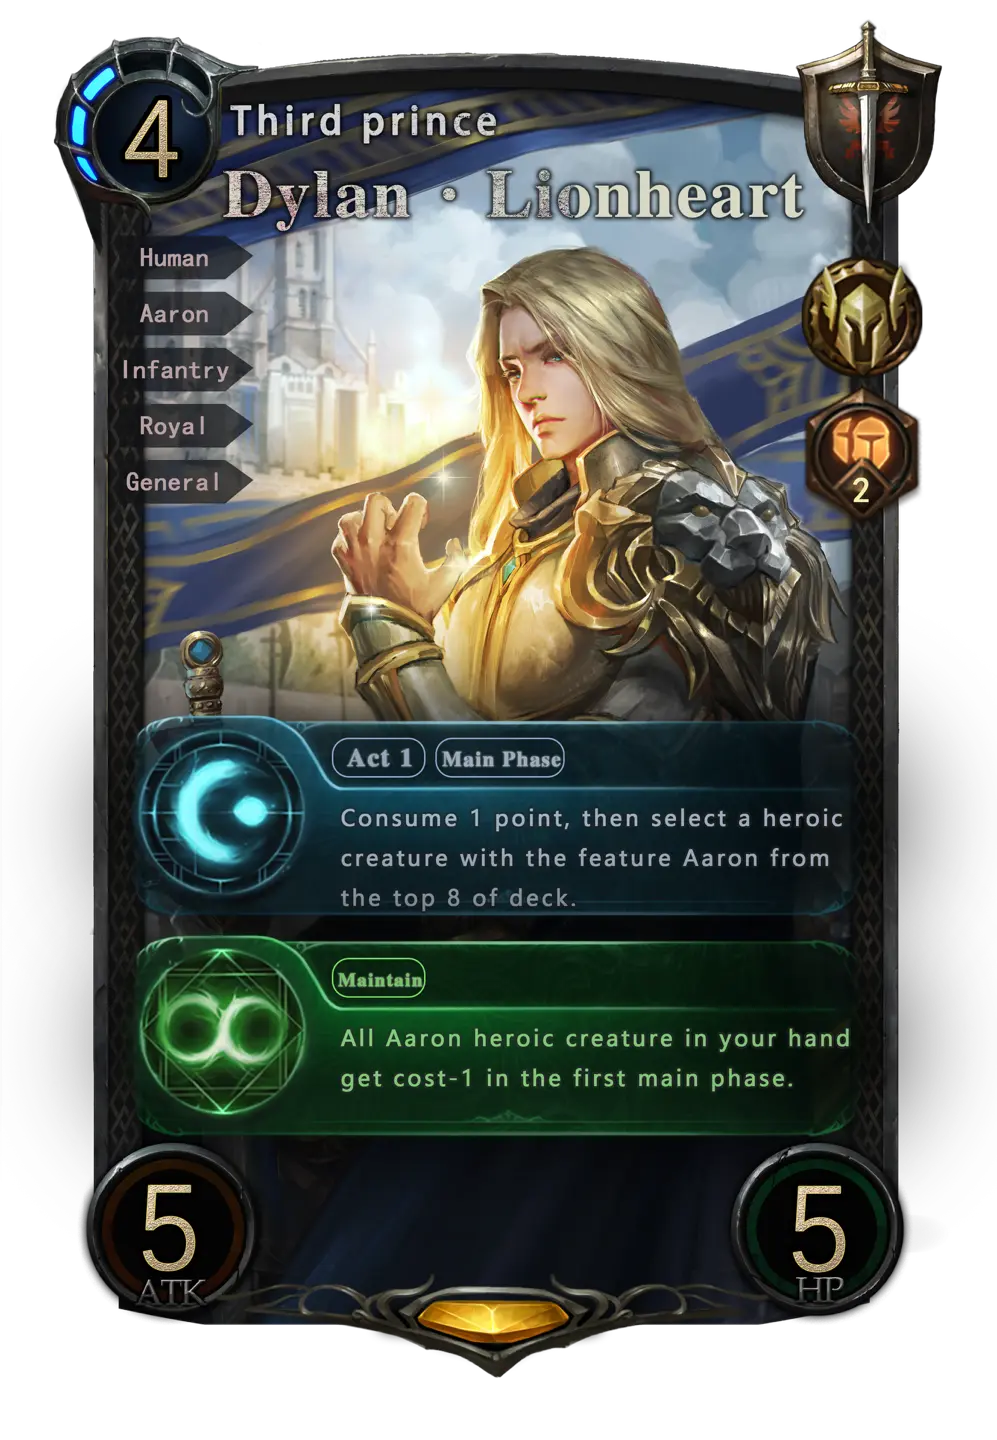 4
Third prince
Dylan · Lionheart
Human
Aaron
Infantry
Royal
General
2
Act 1 Main Phase
Consume 1 point, then select a heroic
creature with the feature Aaron from
the top 8 of deck.
Maintain
All Aaron heroic creature in your hand
get cost-1 in the first main phase.
5
ATK
5
HP